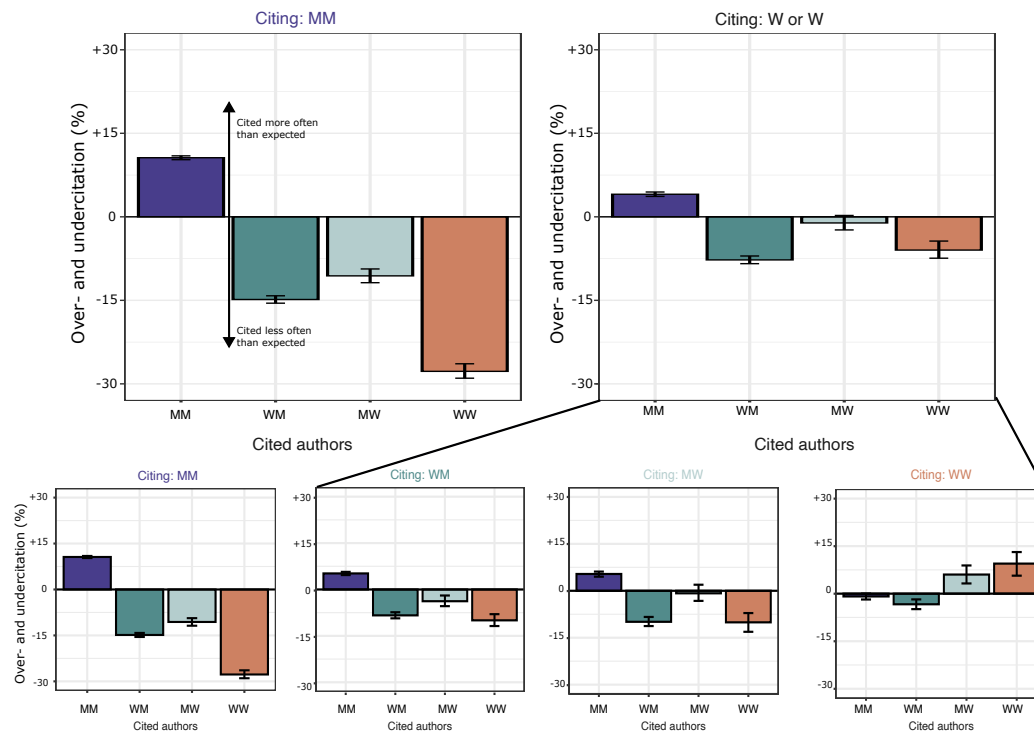 Citing: MM
Over- and undercitation (%)
+30
+15
0
-15
-30
Cited more often
than expected
Cited less often
than expected
MM WM MW WW
Cited authors
Citing: W or W
Over- and undercitation (%)
+30
+15
0
-15
-30
MM WM MW WW
Cited authors
Citing: MM
Over- and undercitation (%)
+30
+15
0
-15
-30
MM WM MW WW
Cited authors
Citing: WM
+30
+15
0
-15
-30
MM WM MW WW
Cited authors
Citing: MW
+30
+15
0
-15
-30
MM WM MW WW
Cited authors
Citing: WW
+30
+15
0
-15
-30
MM WM MW WW
Cited authors